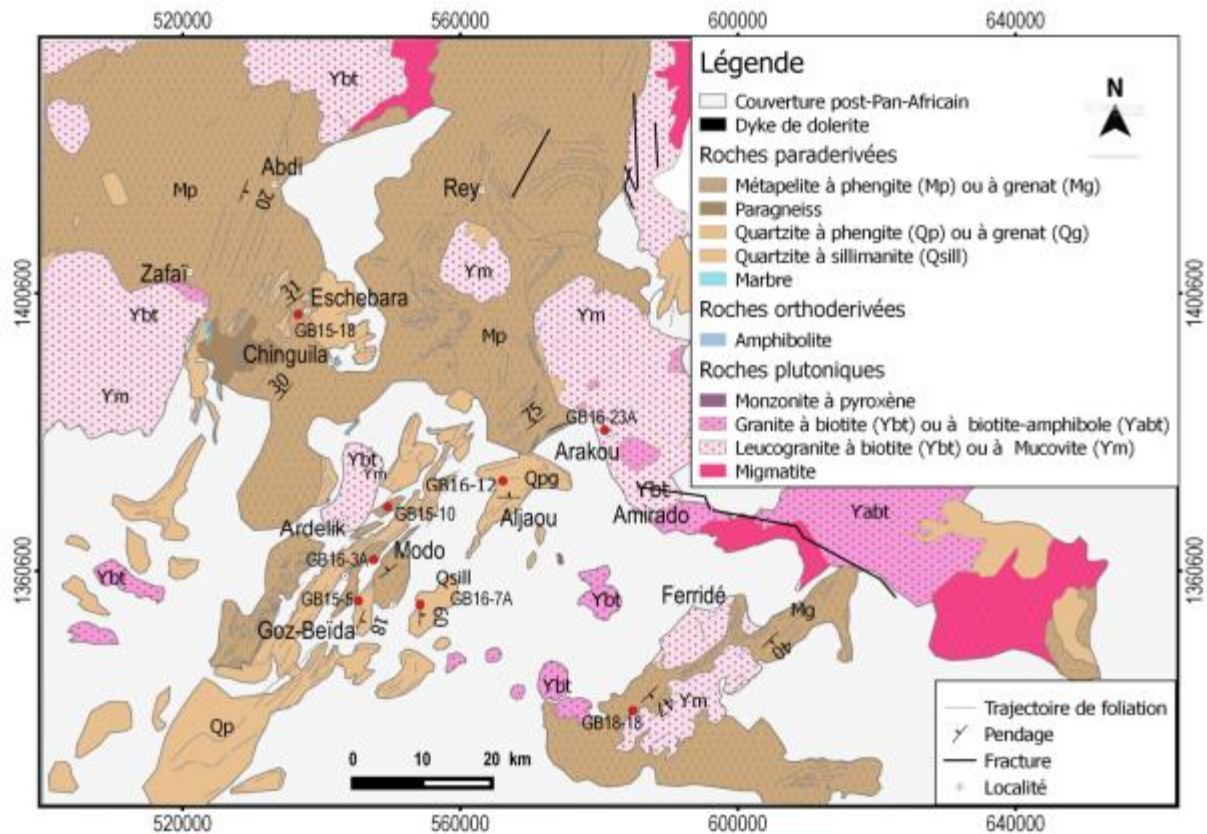 520000 560000 600000 640000
Légende
N
Couverture post-Pan-Africain
Dyke de dolerite
Roches paraderivées
Métapelite à phengite (Mp) ou à grenat (Mg)
Paragneiss
Quartzite à phengite (Qp) ou à grenat (Qg)
Quartzite à sillimanite (Qsill)
Marbre
Roches orthoderivées
Amphibolite
Roches plutoniques
Monzonite à pyroxène
Granite à biotite (Ybt) ou à biotite-amphibole (Yabt)
Leucogranite à biotite (Ybt) ou à Mucovite (Ym)
Migmatite
Ybt
Abdi
Mp
20
Rey
Zafaï
Ym
1400600
1400600
31
Eschebara
Ybt
GB15-18
Ym
Mp
Chinguila
30
Ym
75
GB16-23A
Arakou
Ybt
Ym
GB16-12
Qpg
Ybt
Aljaou
Amirado
Yabt
GB15-10
Ardelik
Modo
GB16-3A
1360600
1360600
Ybt
Qsill
GB15-5
GB16-7A
Ybt
Ferridé
Mg
Goz-Beïda
18
60
40
Ybt
Ym
47
GB18-18
Qp
0 10 20 km
Trajectoire de foliation
Pendage
Fracture
Localité
520000 560000 600000 640000